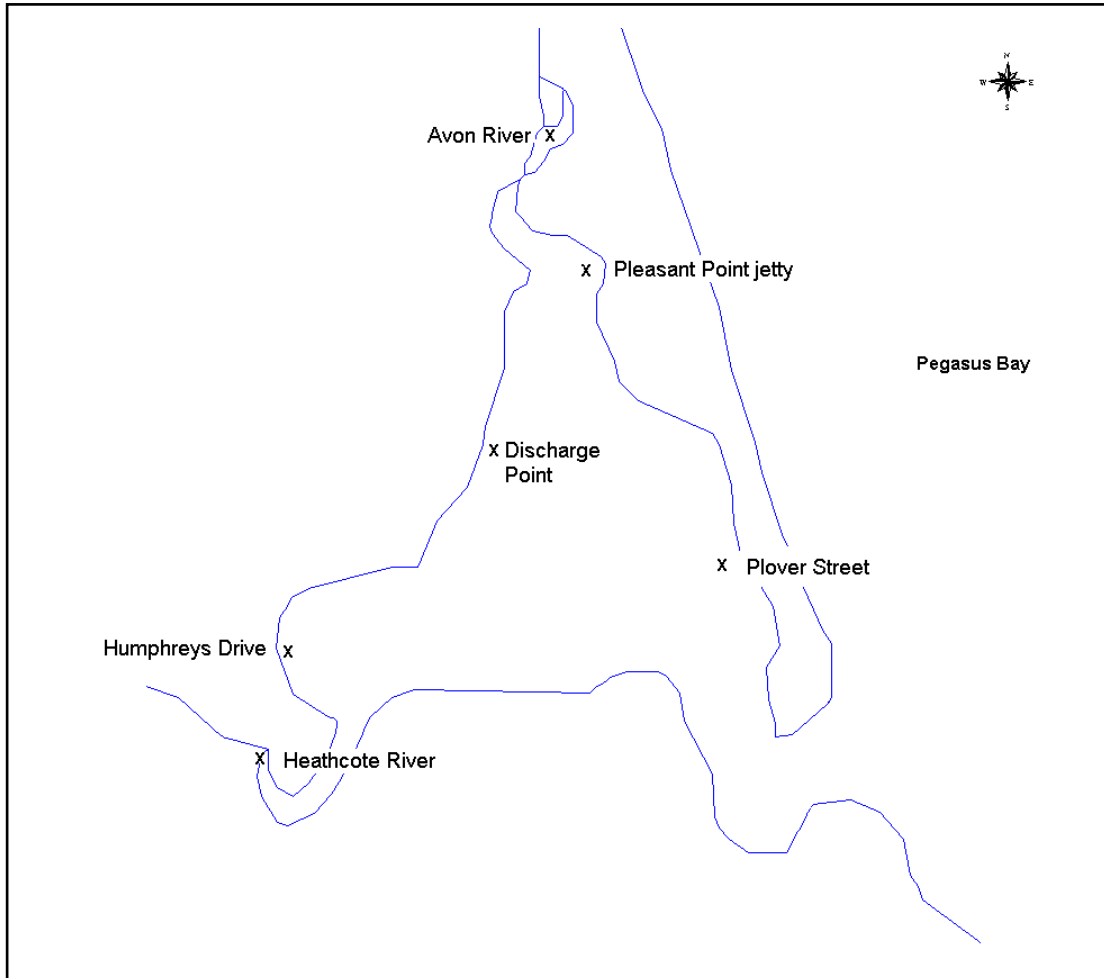 N
W E
S
Avon River
Pleasant Point jetty
Pegasus Bay
Discharge
Point
Plover Street
Humphreys Drive
Heathcote River